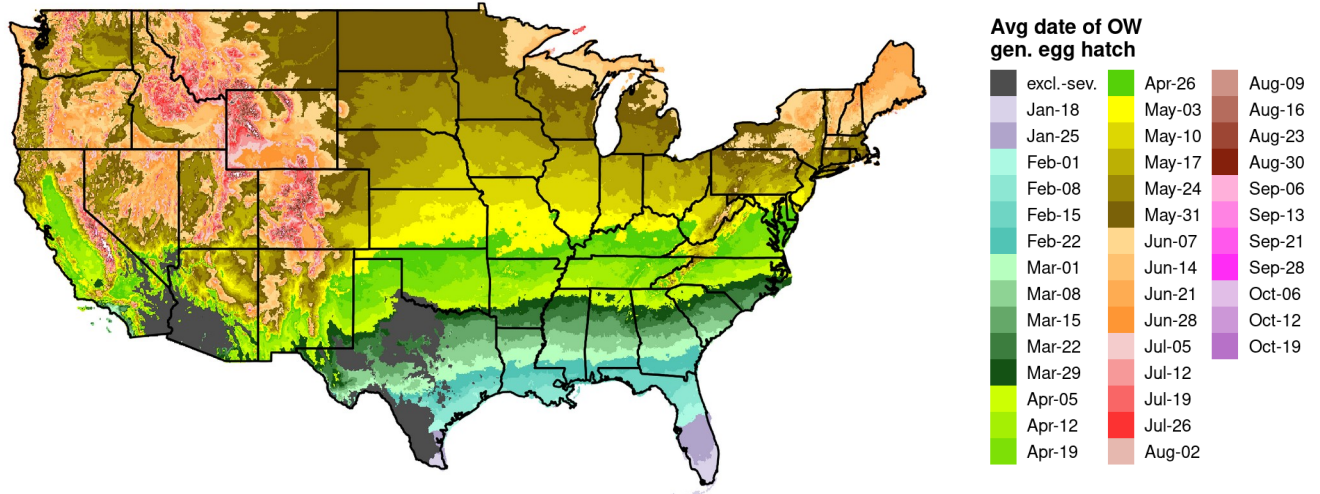 Avg date of OW
gen. egg hatch
excl.-sev.
Jan-18
Jan-25
Feb-01
Feb-08
Feb-15
Feb-22
Mar-01
Mar-08
Mar-15
Mar-22
Mar-29
Apr-05
Apr-12
Apr-19
Apr-26
May-03
May-10
May-17
May-24
May-31
Jun-07
Jun-14
Jun-21
Jun-28
Jul-05
Jul-12
Jul-19
Jul-26
Aug-02
Aug-09
Aug-16
Aug-23
Aug-30
Sep-06
Sep-13
Sep-21
Sep-28
Oct-06
Oct-12
Oct-19